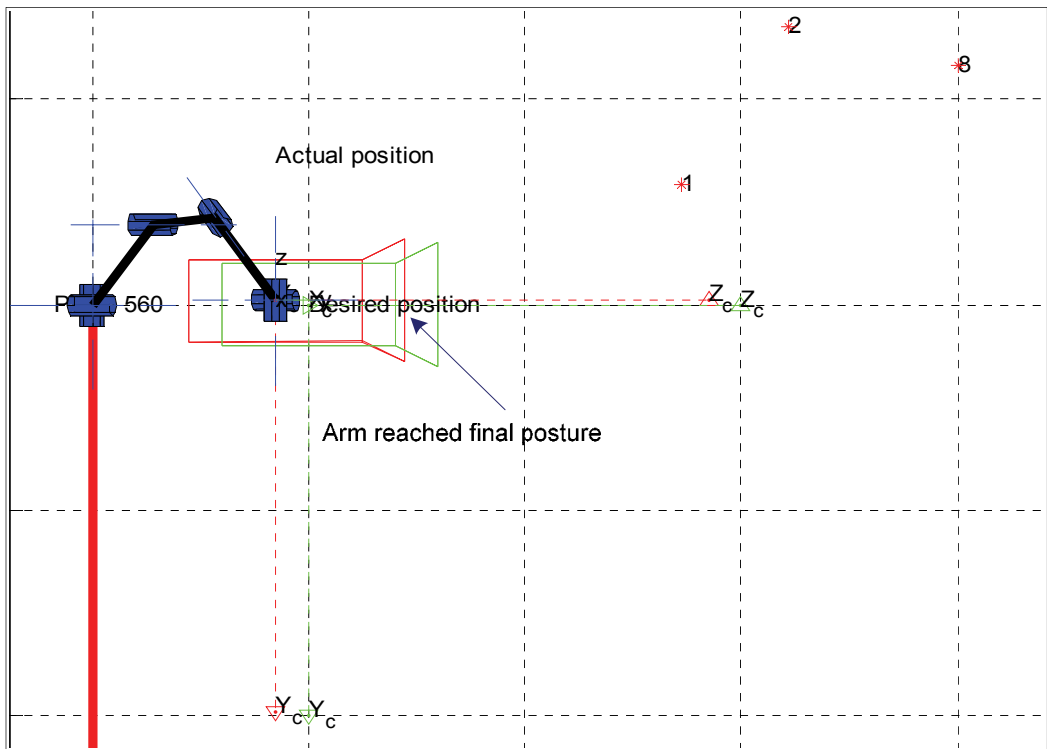 2
8
1
Actual position
z
P 560
X
c
Desired position
Z
c
Z
c
Arm reached final posture
Y
c
Y
c